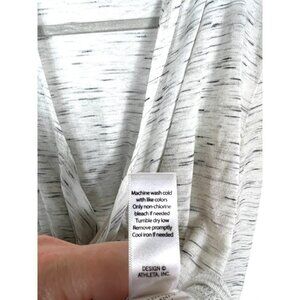 Machine wash cold
with like colors
Only non-chlorine
bleach if needed
Tumble dry low
Remove promptly
Cool iron if needed
DESIGN ©
ATHLETA, INC.